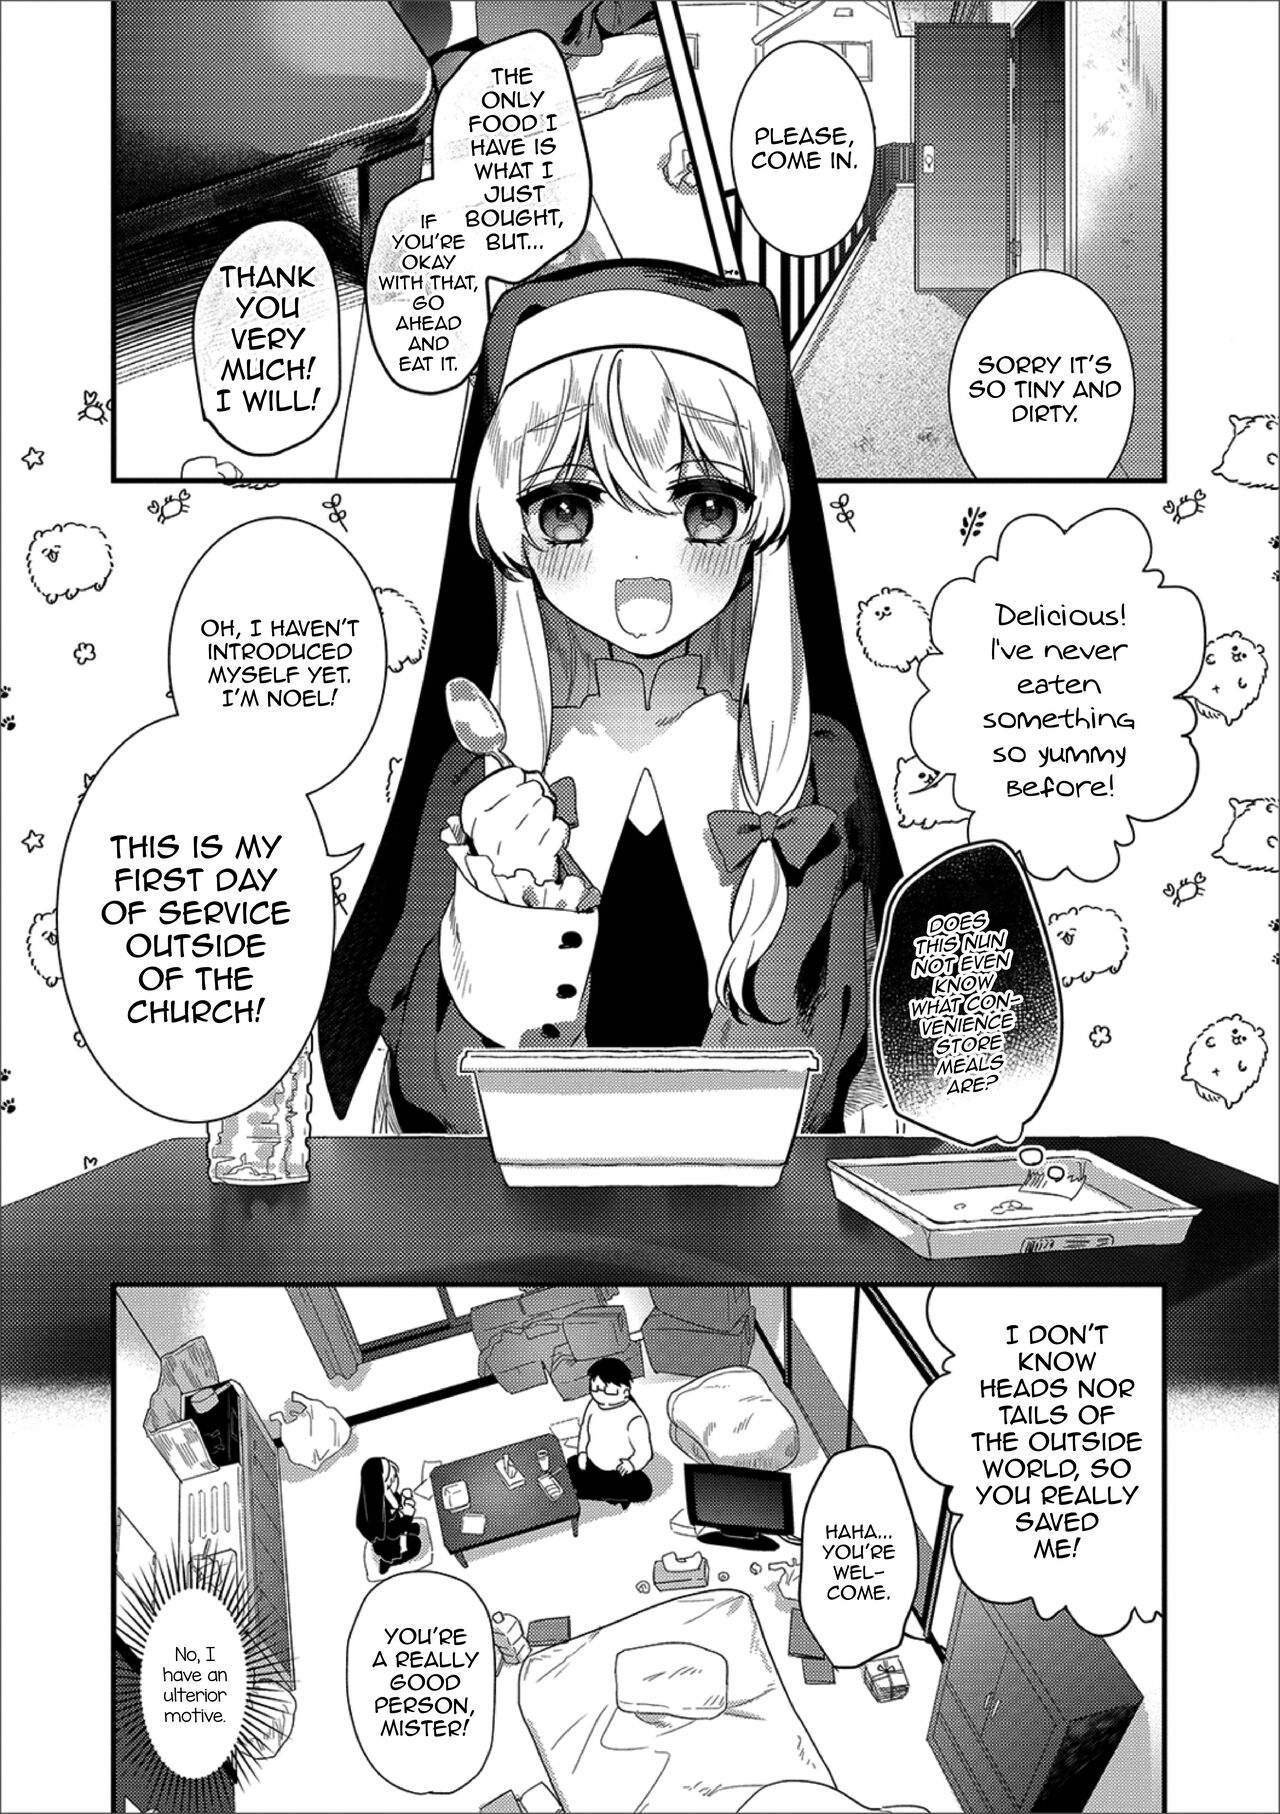 PLEASE,
COME IN.
SORRY IT'S
SO TINY AND
DIRTY.
THE
ONLY
FOOD I
HAVE IS
WHAT I
JUST
BOUGHT,
BUT...
IF
YOU'RE
OKAY
WITH THAT,
GO
AHEAD
AND
EAT IT.
THANK
YOU
VERY
MUCH!
I WILL!
Delicious!
I've never
eaten
something
so yummy
Before!
DOES
THIS NUN
NOT EVEN
KNOW
WHAT CON-
VENIENCE
STORE
MEALS
ARE?
OH, I HAVEN'T
INTRODUCED
MYSELF YET.
I'M NOEL!
THIS IS MY
FIRST DAY
OF SERVICE
OUTSIDE
OF THE
CHURCH!
I DON'T
KNOW
HEADS NOR
TAILS OF
THE OUTSIDE
WORLD, SO
YOU REALLY
SAVED
ME!
HAHA...
YOU'RE
WEL-
COME.
YOU'RE
A REALLY
GOOD
PERSON,
MISTER!
No, I
have an
ulterior
motive.